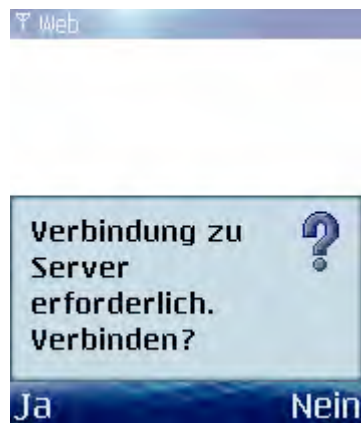 Web
Verbindung zu
Server
erforderlich.
Verbinden?
Ja Nein